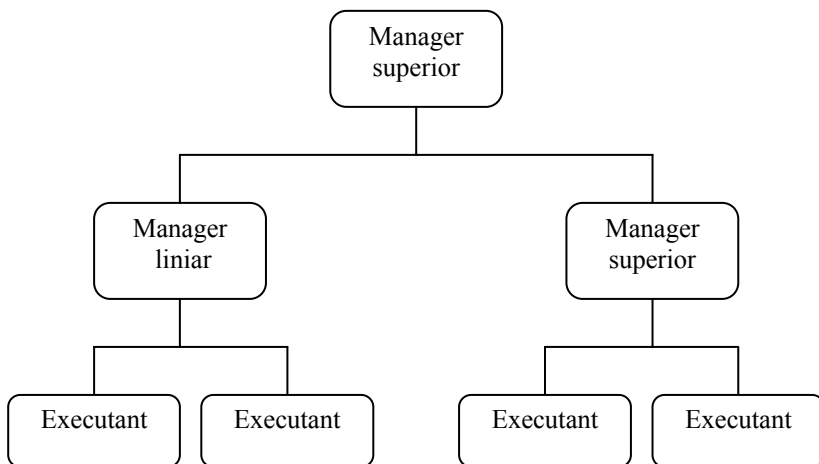 Manager
superior
Manager
liniar
Manager
superior
Executant
Executant
Executant
Executant